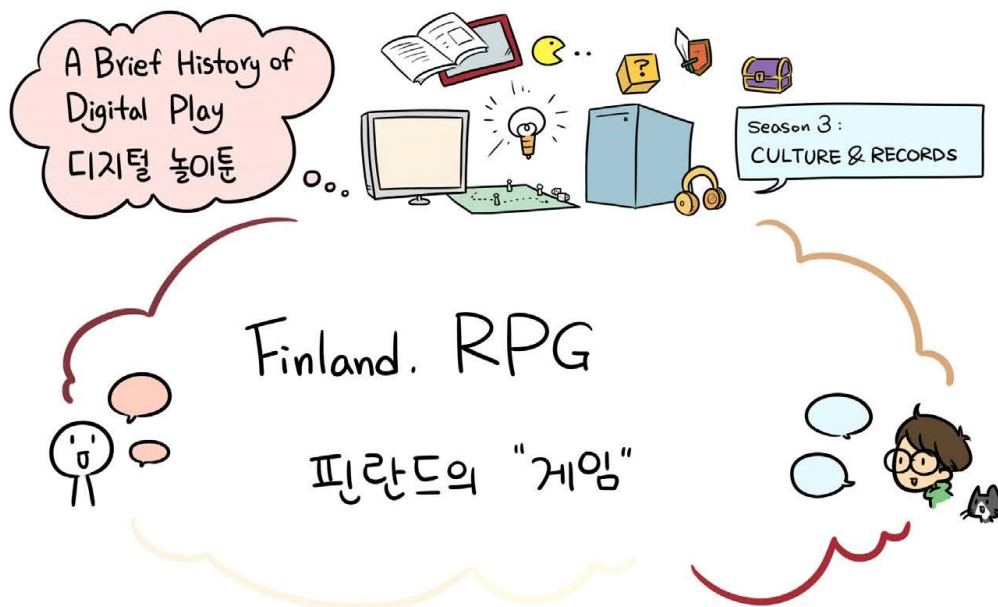 A Brief History of
Digital Play
디지털 놀이툰
?
Season 3:
CULTURE & RECORDS
Finland. RPG
핀란드의 "게임"